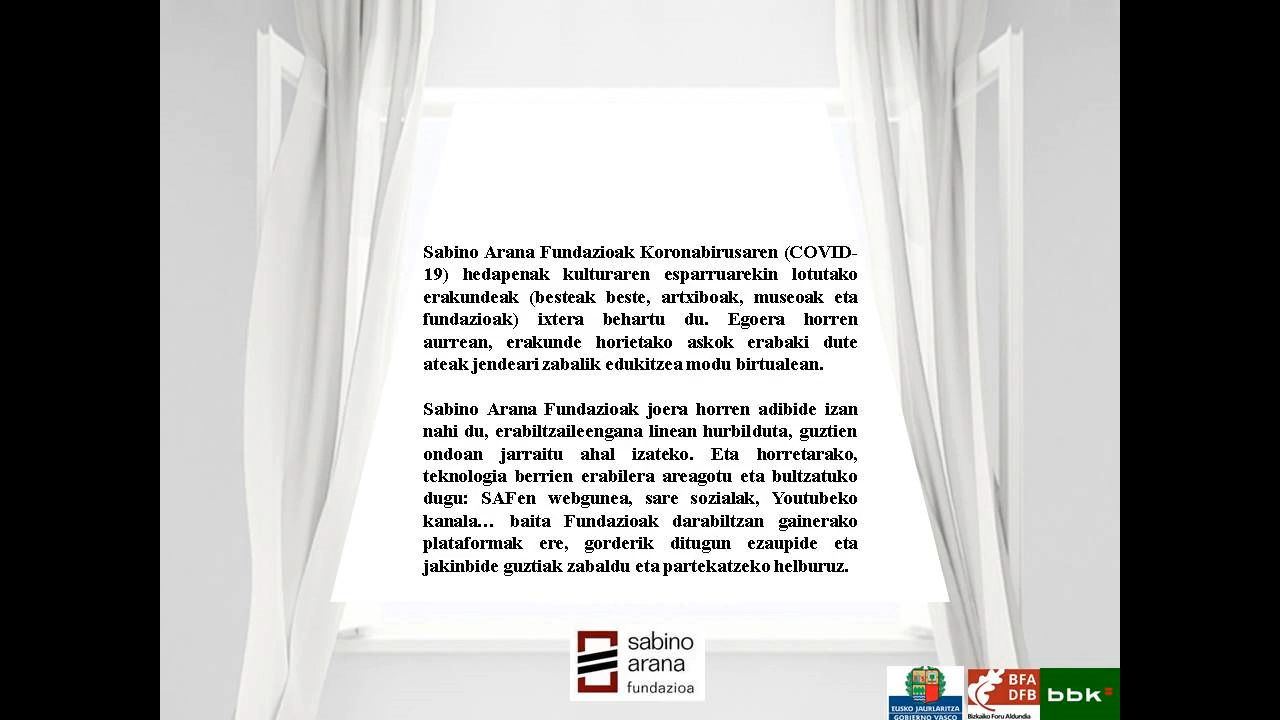 Sabino Arana Fundazioak Koronabirusaren (COVID-
19) hedapenak kulturaren esparruarekin lotutako
erakundeak (besteak beste, artxiboak, museoak eta
fundazioak) ixtera behartu du. Egoera horren
aurrean, erakunde horietako askok erabaki dute
ateak jendeari zabalik edukitzea modu birtualean.
Sabino Arana Fundazioak joera horren adibide izan
nahi du, erabiltzaileengana linean hurbilduta, guztien
ondoan jarraitu ahal izateko. Eta horretarako,
teknologia berrien erabilera areagotu eta bultzatuko
dugu: SAFen webgunea, sare sozialak, Youtubeko
kanala... baita Fundazioak darabiltzan gainerako
plataformak ere, gorderik ditugun ezaupide eta
jakinbide guztiak zabaldu eta partekatzeko helburuz.
sabino
arana
fundazioa
EUSKO JAURLARITZA
GOBIERNO VASCO
BFA
DFB
Bizkaiko Foru Aldundia
bbk